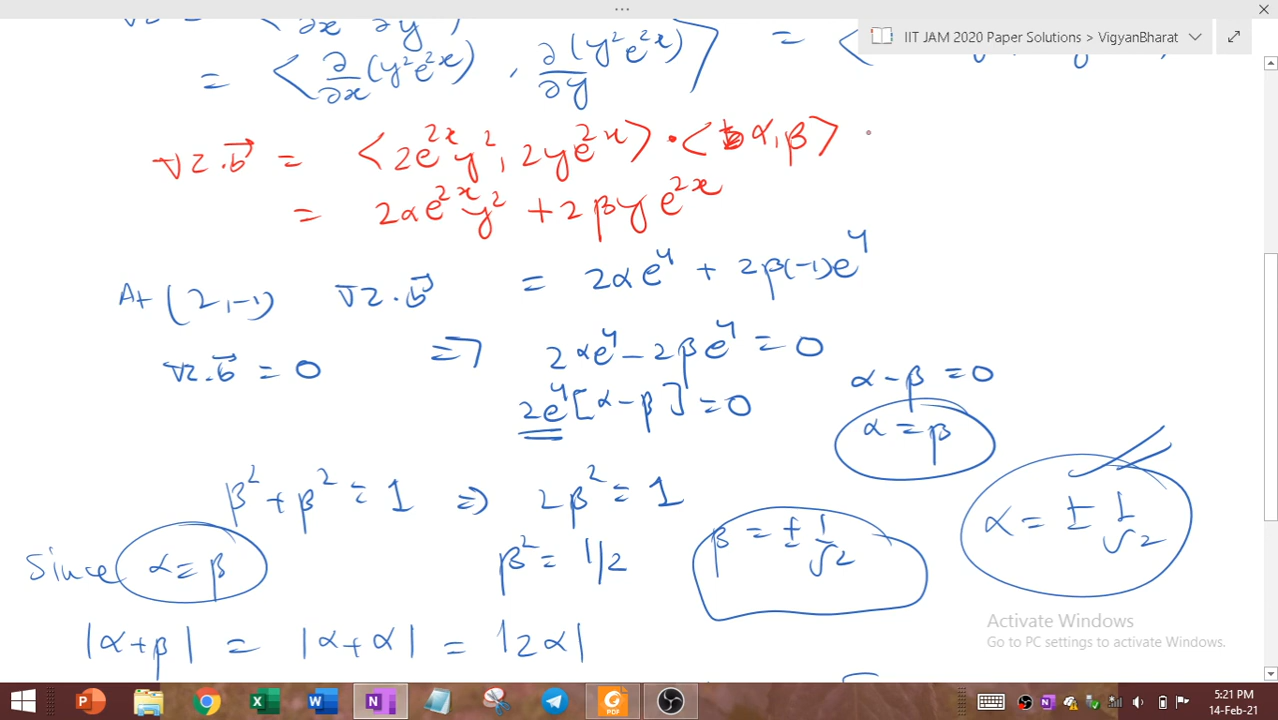 IIT JAM 2020 Paper Solutions > VigyanBharat
= < ∂/∂x (y²e²ˣ) , ∂(y²e²ˣ)/∂y > =
∇z.b⃗ = <2e²ˣy², 2ye²ˣ> · <α,β>
= 2αe²ˣy² + 2βye²ˣ
At (2,-1) ∇z.b⃗ = 2αe⁴ + 2β(-1)e⁴
∇z.b⃗ = 0 => 2αe⁴ - 2βe⁴ = 0
α-β = 0
2e⁴[α-β] = 0
α = β
β² + β² = 1 => 2β² = 1
α = ± 1/√2
β = ± 1/√2
Since α = β β² = 1/2
|α+β| = |α+α| = |2α|
Activate Windows
Go to PC settings to activate Windows.
5:21 PM
14-Feb-21